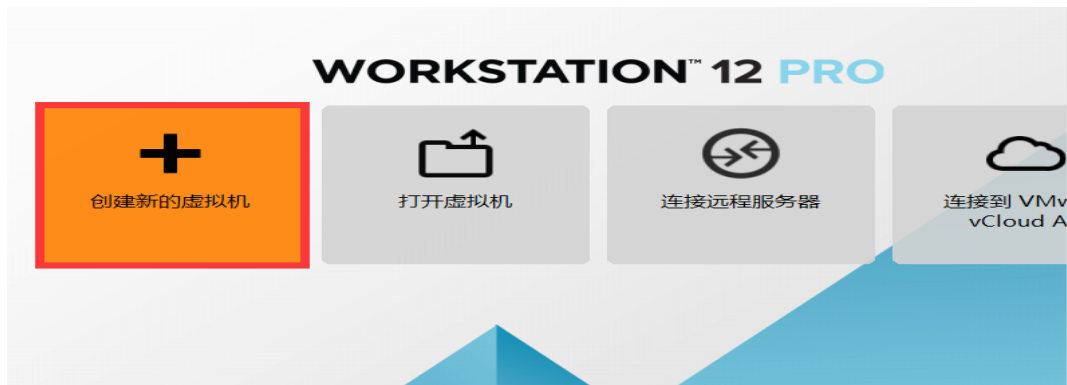 WORKSTATION™ 12 PRO
创建新的虚拟机
打开虚拟机
连接远程服务器
连接到 VMw
vCloud A